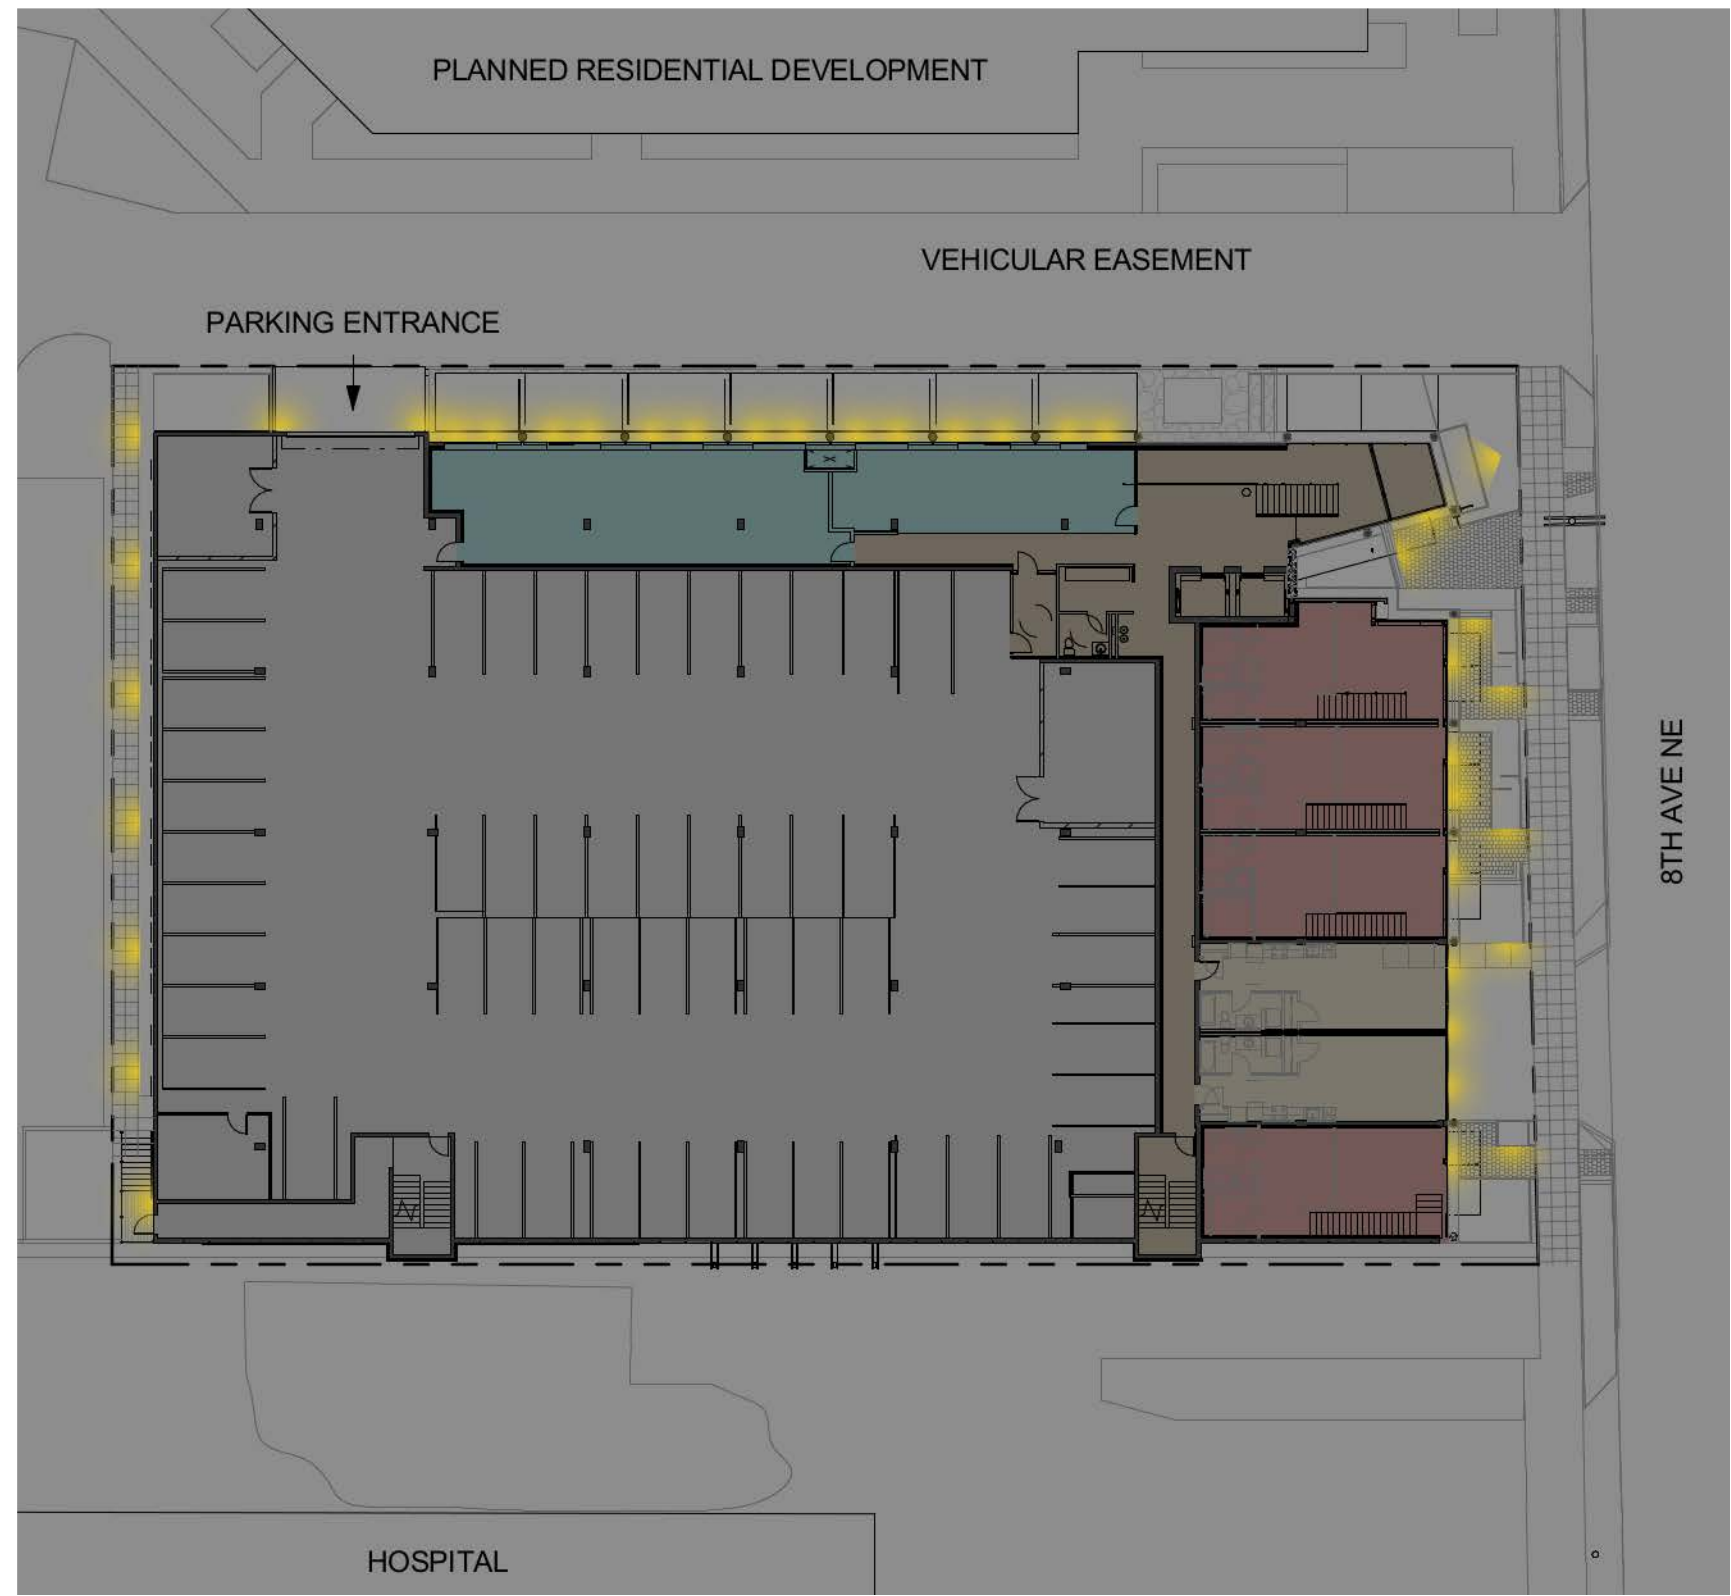 PLANNED RESIDENTIAL DEVELOPMENT
VEHICULAR EASEMENT
PARKING ENTRANCE
8TH AVE NE
HOSPITAL